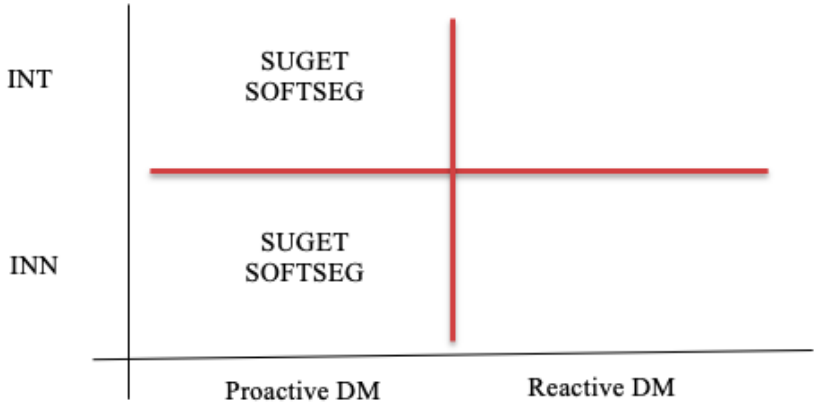 INT
SUGET
SOFTSEG
INN
SUGET
SOFTSEG
Proactive DM
Reactive DM